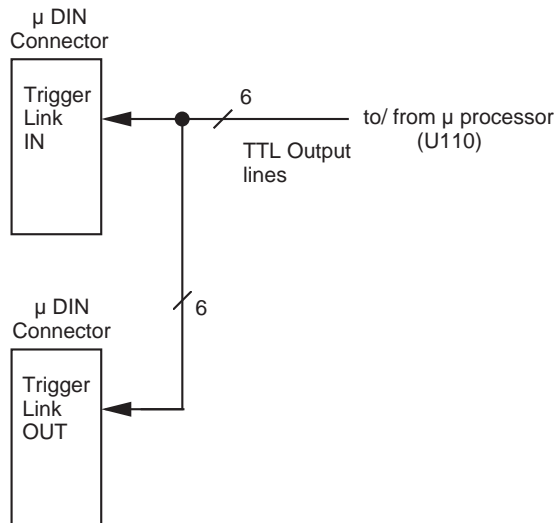 µ DIN
Connector
Trigger
Link
IN
6
to/ from µ processor
(U110)
TTL Output
lines
6
µ DIN
Connector
Trigger
Link
OUT